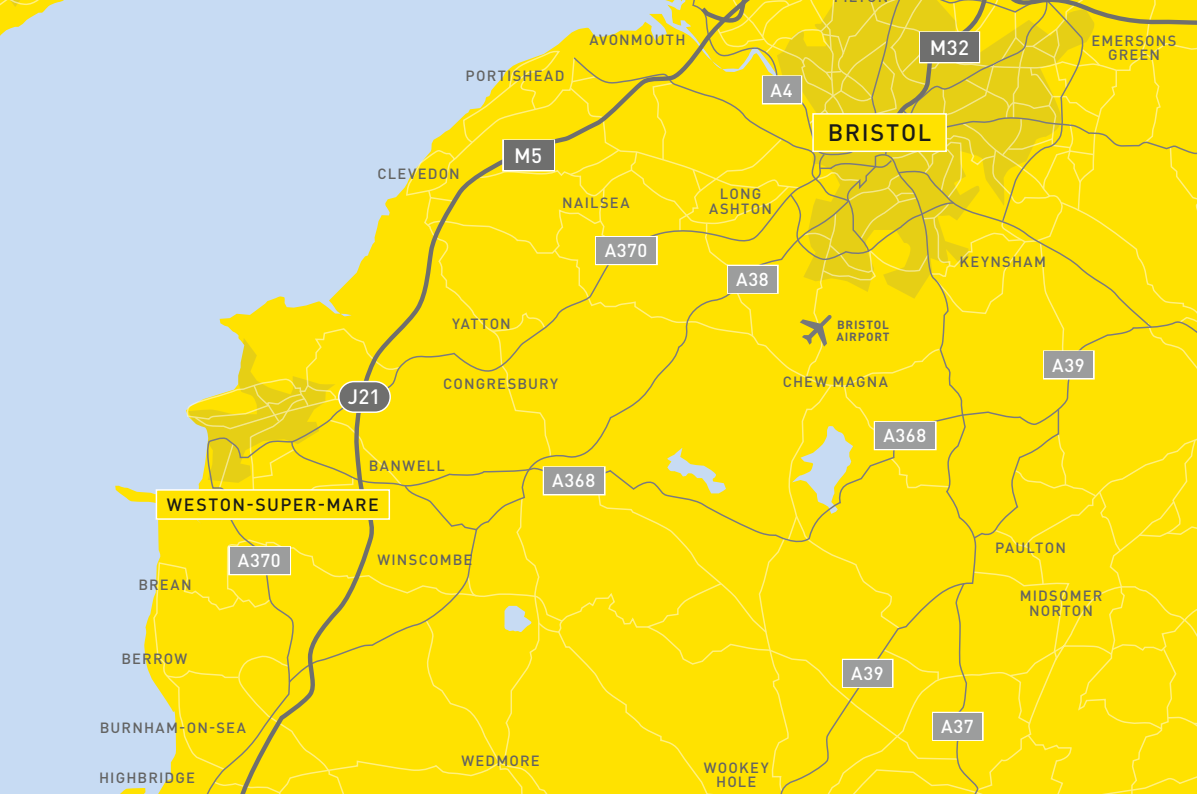 FILTON
AVONMOUTH
M32
EMERSONS
GREEN
PORTISHEAD
A4
BRISTOL
M5
CLEVEDON
NAILSEA
LONG
ASHTON
A370
A38
KEYNSHAM
YATTON
BRISTOL
AIRPORT
A39
CONGRESBURY
CHEW MAGNA
J21
A368
BANWELL
A368
WESTON-SUPER-MARE
PAULTON
A370
WINSCOMBE
BREAN
MIDSOMER
NORTON
BERROW
A39
BURNHAM-ON-SEA
A37
WEDMORE
WOOKEY
HOLE
HIGHBRIDGE